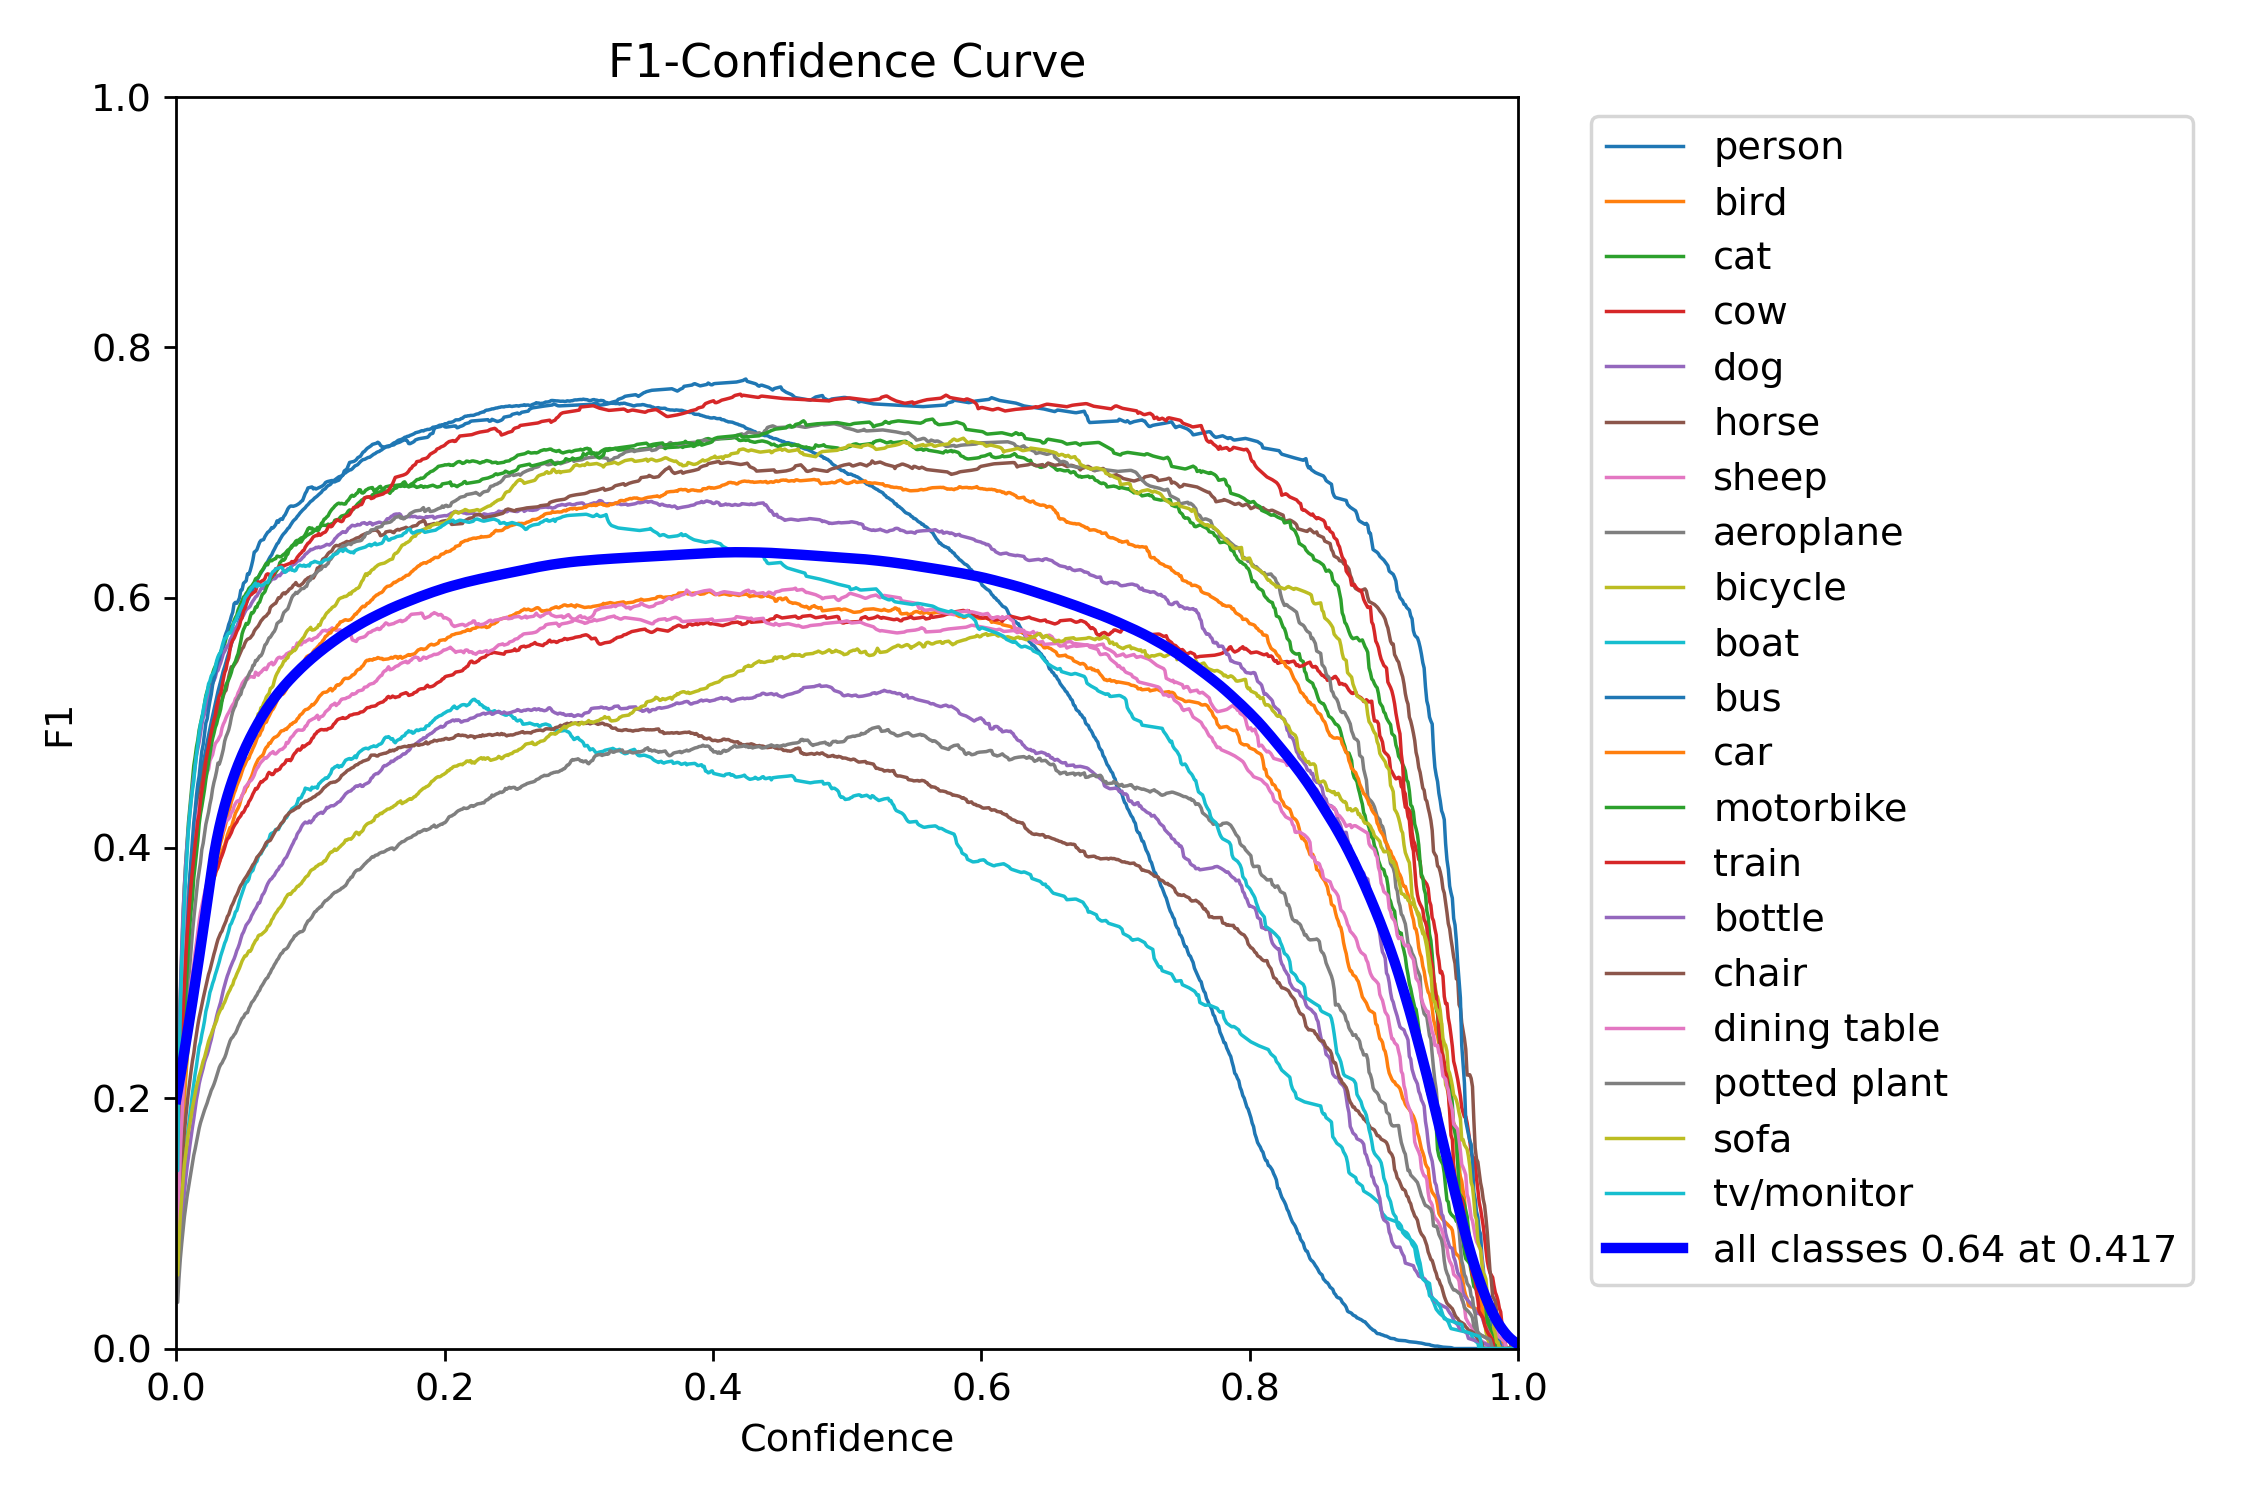 F1-Confidence Curve
1.0
0.8
0.6
0.4
0.2
0.0
F1
0.0 0.2 0.4 0.6 0.8 1.0
Confidence
person
bird
cat
cow
dog
horse
sheep
aeroplane
bicycle
boat
bus
car
motorbike
train
bottle
chair
dining table
potted plant
sofa
tv/monitor
all classes 0.64 at 0.417